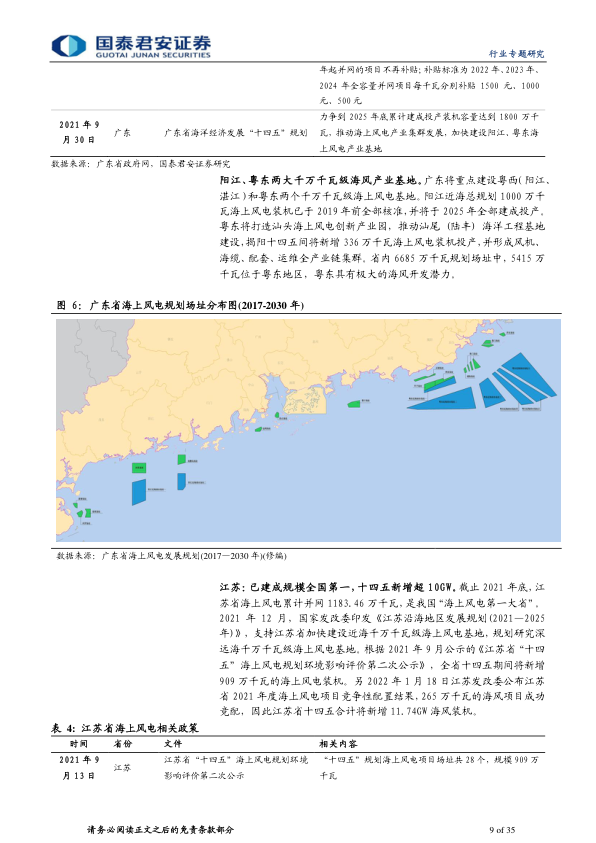 国泰君安证券
GUOTAI JUNAN SECURITIES
行业专题研究
年起并网的项目不再补贴；补贴标准为 2022 年、2023 年、
2024 年全容量并网项目每千瓦分别补贴 1500 元、1000
元、500 元
2021 年 9
月 30 日
广东
广东省海洋经济发展“十四五”规划
力争到 2025 年底累计建成投产装机容量达到 1800 万千
瓦，推动海上风电产业集群发展，加快建设阳江、粤东海
上风电产业基地
数据来源：广东省政府网，国泰君安证券研究
阳江、粤东两大千万千瓦级海风产业基地。广东将重点建设粤西（阳江、
湛江）和粤东两个千万千瓦级海上风电基地。阳江近海总规划 1000 万千
瓦海上风电装机已于 2019 年前全部核准，并将于 2025 年全部建成投产。
粤东将打造汕头海上风电创新产业园，推动汕尾（陆丰）海洋工程基地
建设，揭阳十四五间将新增 336 万千瓦海上风电装机投产，并形成风机、
海缆、配套、运维全产业链集群。省内 6685 万千瓦规划场址中，5415 万
千瓦位于粤东地区，粤东具有极大的海风开发潜力。
图 6：广东省海上风电规划场址分布图(2017-2030 年)
数据来源：广东省海上风电发展规划(2017－2030年)(修编)
江苏：已建成规模全国第一，十四五新增超 10GW。截止 2021 年底，江
苏省海上风电累计并网 1183.46 万千瓦，是我国“海上风电第一大省”。
2021 年 12 月，国家发改委印发《江苏沿海地区发展规划（2021—2025
年）》，支持江苏省加快建设近海千万千瓦级海上风电基地，规划研究深
远海千万千瓦级海上风电基地。根据 2021 年 9 月公示的《江苏省“十四
五”海上风电规划环境影响评价第二次公示》，全省十四五期间将新增
909 万千瓦的海上风电装机。另 2022 年 1 月 18 日江苏发改委公布江苏
省 2021 年度海上风电项目竞争性配置结果，265 万千瓦的海风项目成功
竞配，因此江苏省十四五合计将新增 11.74GW 海风装机。
表 4：江苏省海上风电相关政策
时间 省份 文件 相关内容
2021 年 9
月 13 日
江苏
江苏省“十四五”海上风电规划环境
影响评价第二次公示
“十四五”规划海上风电项目场址共 28 个，规模 909 万
千瓦
请务必阅读正文之后的免责条款部分
9 of 35